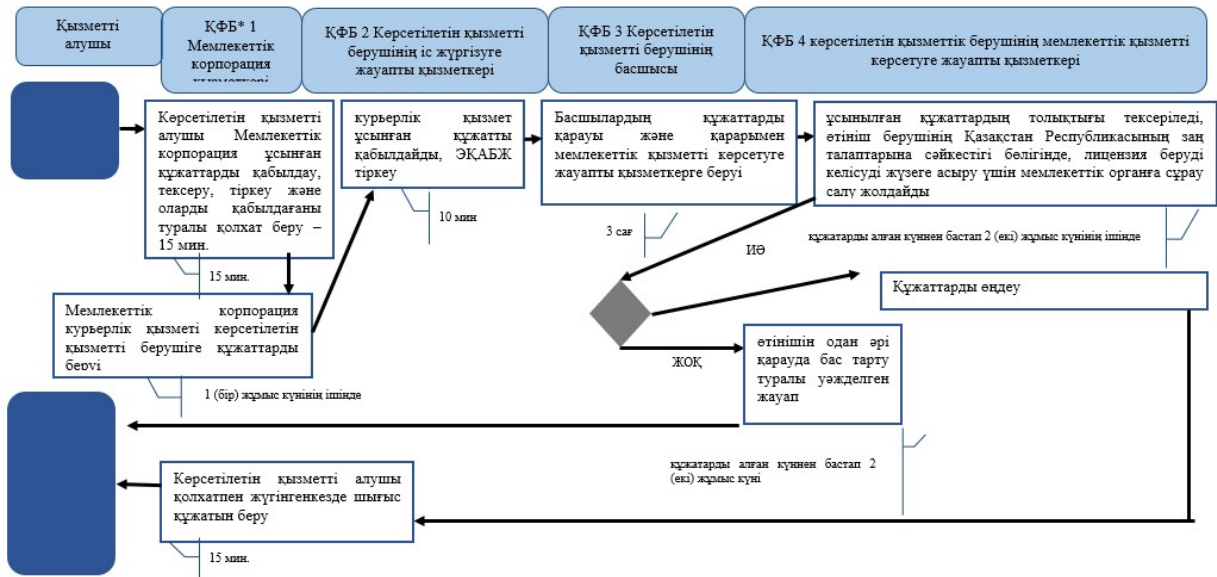 Қызметті
алушы
ҚФБ* 1
Мемлекеттік
корпорация
ҚФБ 2 Көрсетілетін қызметті
берушінің іс жүргізуге
жауапты қызметкері
ҚФБ 3 Көрсетілетін
қызметті берушінің
басшысы
ҚФБ 4 көрсетілетін қызметтік берушінің мемлекеттік қызметті
көрсетуге жауапты қызметкері
Көрсетілетін қызметті
алушы Мемлекеттік
корпорация ұсынған
құжаттарды қабылдау,
тексеру, тіркеу және
оларды қабылдағаны
туралы қолхат беру –
15 мин.
15 мин.
курьерлік қызмет
ұсынған құжатты
қабылдайды, ЭҚАБЖ
тіркеу
10 мин
Басшылардың құжаттарды
қарауы және қарарымен
мемлекеттік қызметті көрсетуге
жауапты қызметкерге беруі
3 сағ
ұсынылған құжаттардың толықтығы тексеріледі,
өтініш берушінің Қазақстан Республикасының заң
талаптарына сәйкестігі бөлігінде, лицензия беруді
келісуді жүзеге асыру үшін мемлекеттік органға сұрау
салу жолдайды
құжатарды алған күннен бастап 2 (екі) жұмыс күнінің ішінде
ИӘ
Құжаттарды өңдеу
Мемлекеттік корпорация
курьерлік қызметі көрсетілетін
қызметті берушіге құжаттарды
беруі
1 (бір) жұмыс күнінің ішінде
ЖОҚ
өтінішін одан әрі
қарауда бас тарту
туралы уәжделген
жауап
құжатарды алған күннен бастап 2
(екі) жұмыс күні
Көрсетілетін қызметті алушы
қолхатпен жүгінгенкезде шығыс
құжатын беру
15 мин.